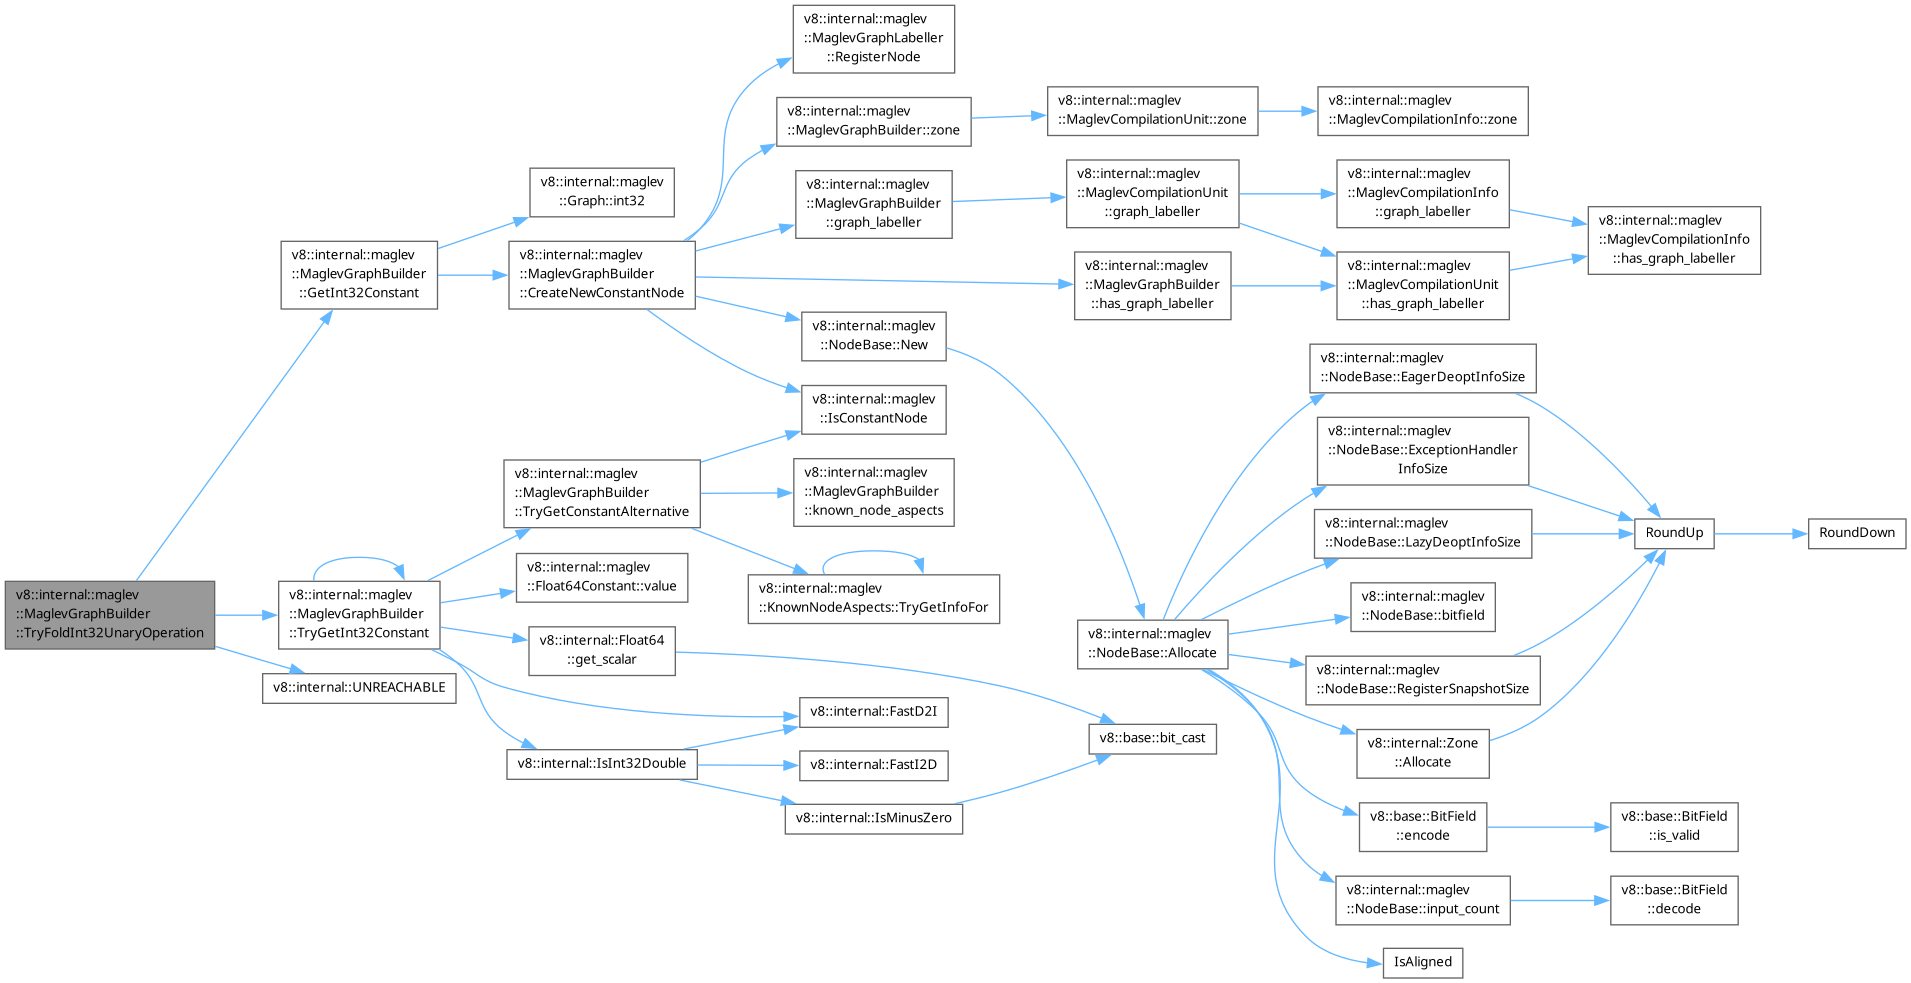 v8::internal::maglev
::MaglevGraphBuilder
::TryFoldInt32UnaryOperation
v8::internal::maglev
::MaglevGraphBuilder
::GetInt32Constant
v8::internal::maglev
::Graph::int32
v8::internal::maglev
::MaglevGraphBuilder
::CreateNewConstantNode
v8::internal::maglev
::MaglevGraphLabeller
::RegisterNode
v8::internal::maglev
::MaglevGraphBuilder::zone
v8::internal::maglev
::MaglevCompilationUnit::zone
v8::internal::maglev
::MaglevCompilationInfo::zone
v8::internal::maglev
::MaglevGraphBuilder
::graph_labeller
v8::internal::maglev
::MaglevCompilationUnit
::graph_labeller
v8::internal::maglev
::MaglevCompilationInfo
::graph_labeller
v8::internal::maglev
::MaglevCompilationInfo
::has_graph_labeller
v8::internal::maglev
::MaglevGraphBuilder
::has_graph_labeller
v8::internal::maglev
::MaglevCompilationUnit
::has_graph_labeller
v8::internal::maglev
::NodeBase::New
v8::internal::maglev
::IsConstantNode
v8::internal::maglev
::MaglevGraphBuilder
::TryGetInt32Constant
v8::internal::UNREACHABLE
v8::internal::maglev
::MaglevGraphBuilder
::TryGetConstantAlternative
v8::internal::maglev
::MaglevGraphBuilder
::known_node_aspects
v8::internal::maglev
::KnownNodeAspects::TryGetInfoFor
v8::internal::maglev
::Float64Constant::value
v8::internal::Float64
::get_scalar
v8::internal::IsInt32Double
v8::internal::FastD2I
v8::internal::FastI2D
v8::internal::IsMinusZero
v8::base::bit_cast
v8::internal::maglev
::NodeBase::Allocate
v8::internal::maglev
::NodeBase::EagerDeoptInfoSize
v8::internal::maglev
::NodeBase::ExceptionHandler
InfoSize
v8::internal::maglev
::NodeBase::LazyDeoptInfoSize
v8::internal::maglev
::NodeBase::bitfield
v8::internal::maglev
::NodeBase::RegisterSnapshotSize
v8::internal::Zone
::Allocate
RoundUp
RoundDown
v8::base::BitField
::encode
v8::base::BitField
::is_valid
v8::internal::maglev
::NodeBase::input_count
v8::base::BitField
::decode
IsAligned